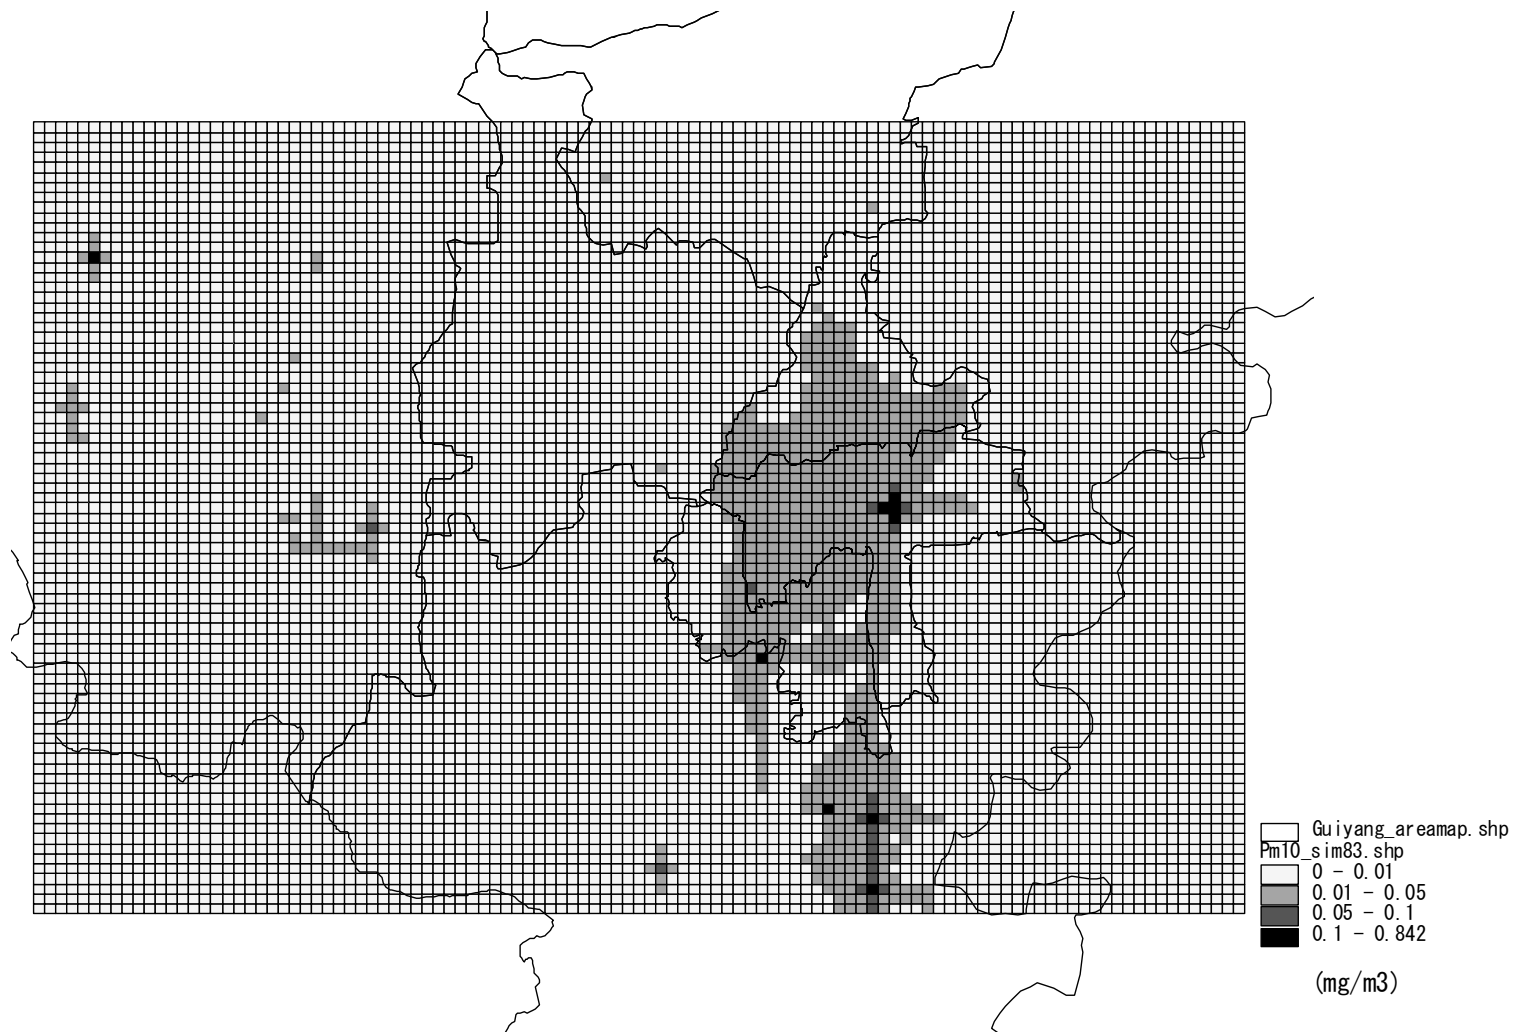 Guiyang_areamap.shp
Pm10_sim83.shp
0 - 0.01
0.01 - 0.05
0.05 - 0.1
0.1 - 0.842
(mg/m3)